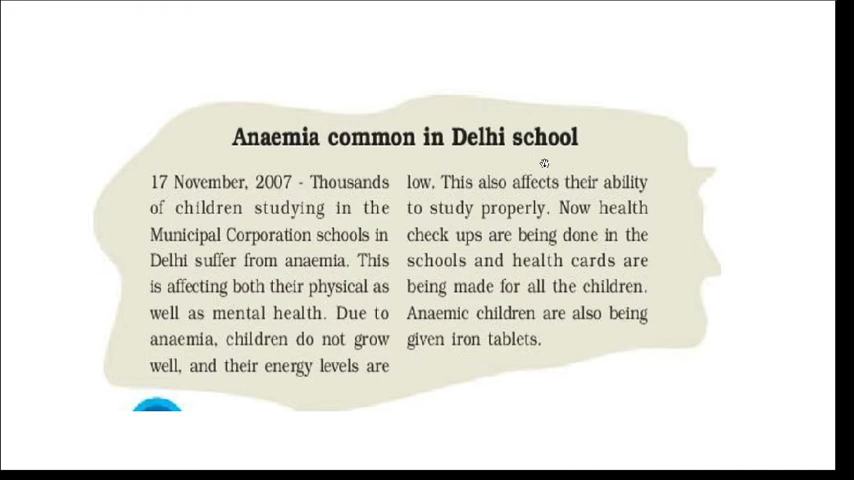 Anaemia common in Delhi school
17 November, 2007 - Thousands
of children studying in the
Municipal Corporation schools in
Delhi suffer from anaemia. This
is affecting both their physical as
well as mental health. Due to
anaemia, children do not grow
well, and their energy levels are
low. This also affects their ability
to study properly. Now health
check ups are being done in the
schools and health cards are
being made for all the children.
Anaemic children are also being
given iron tablets.